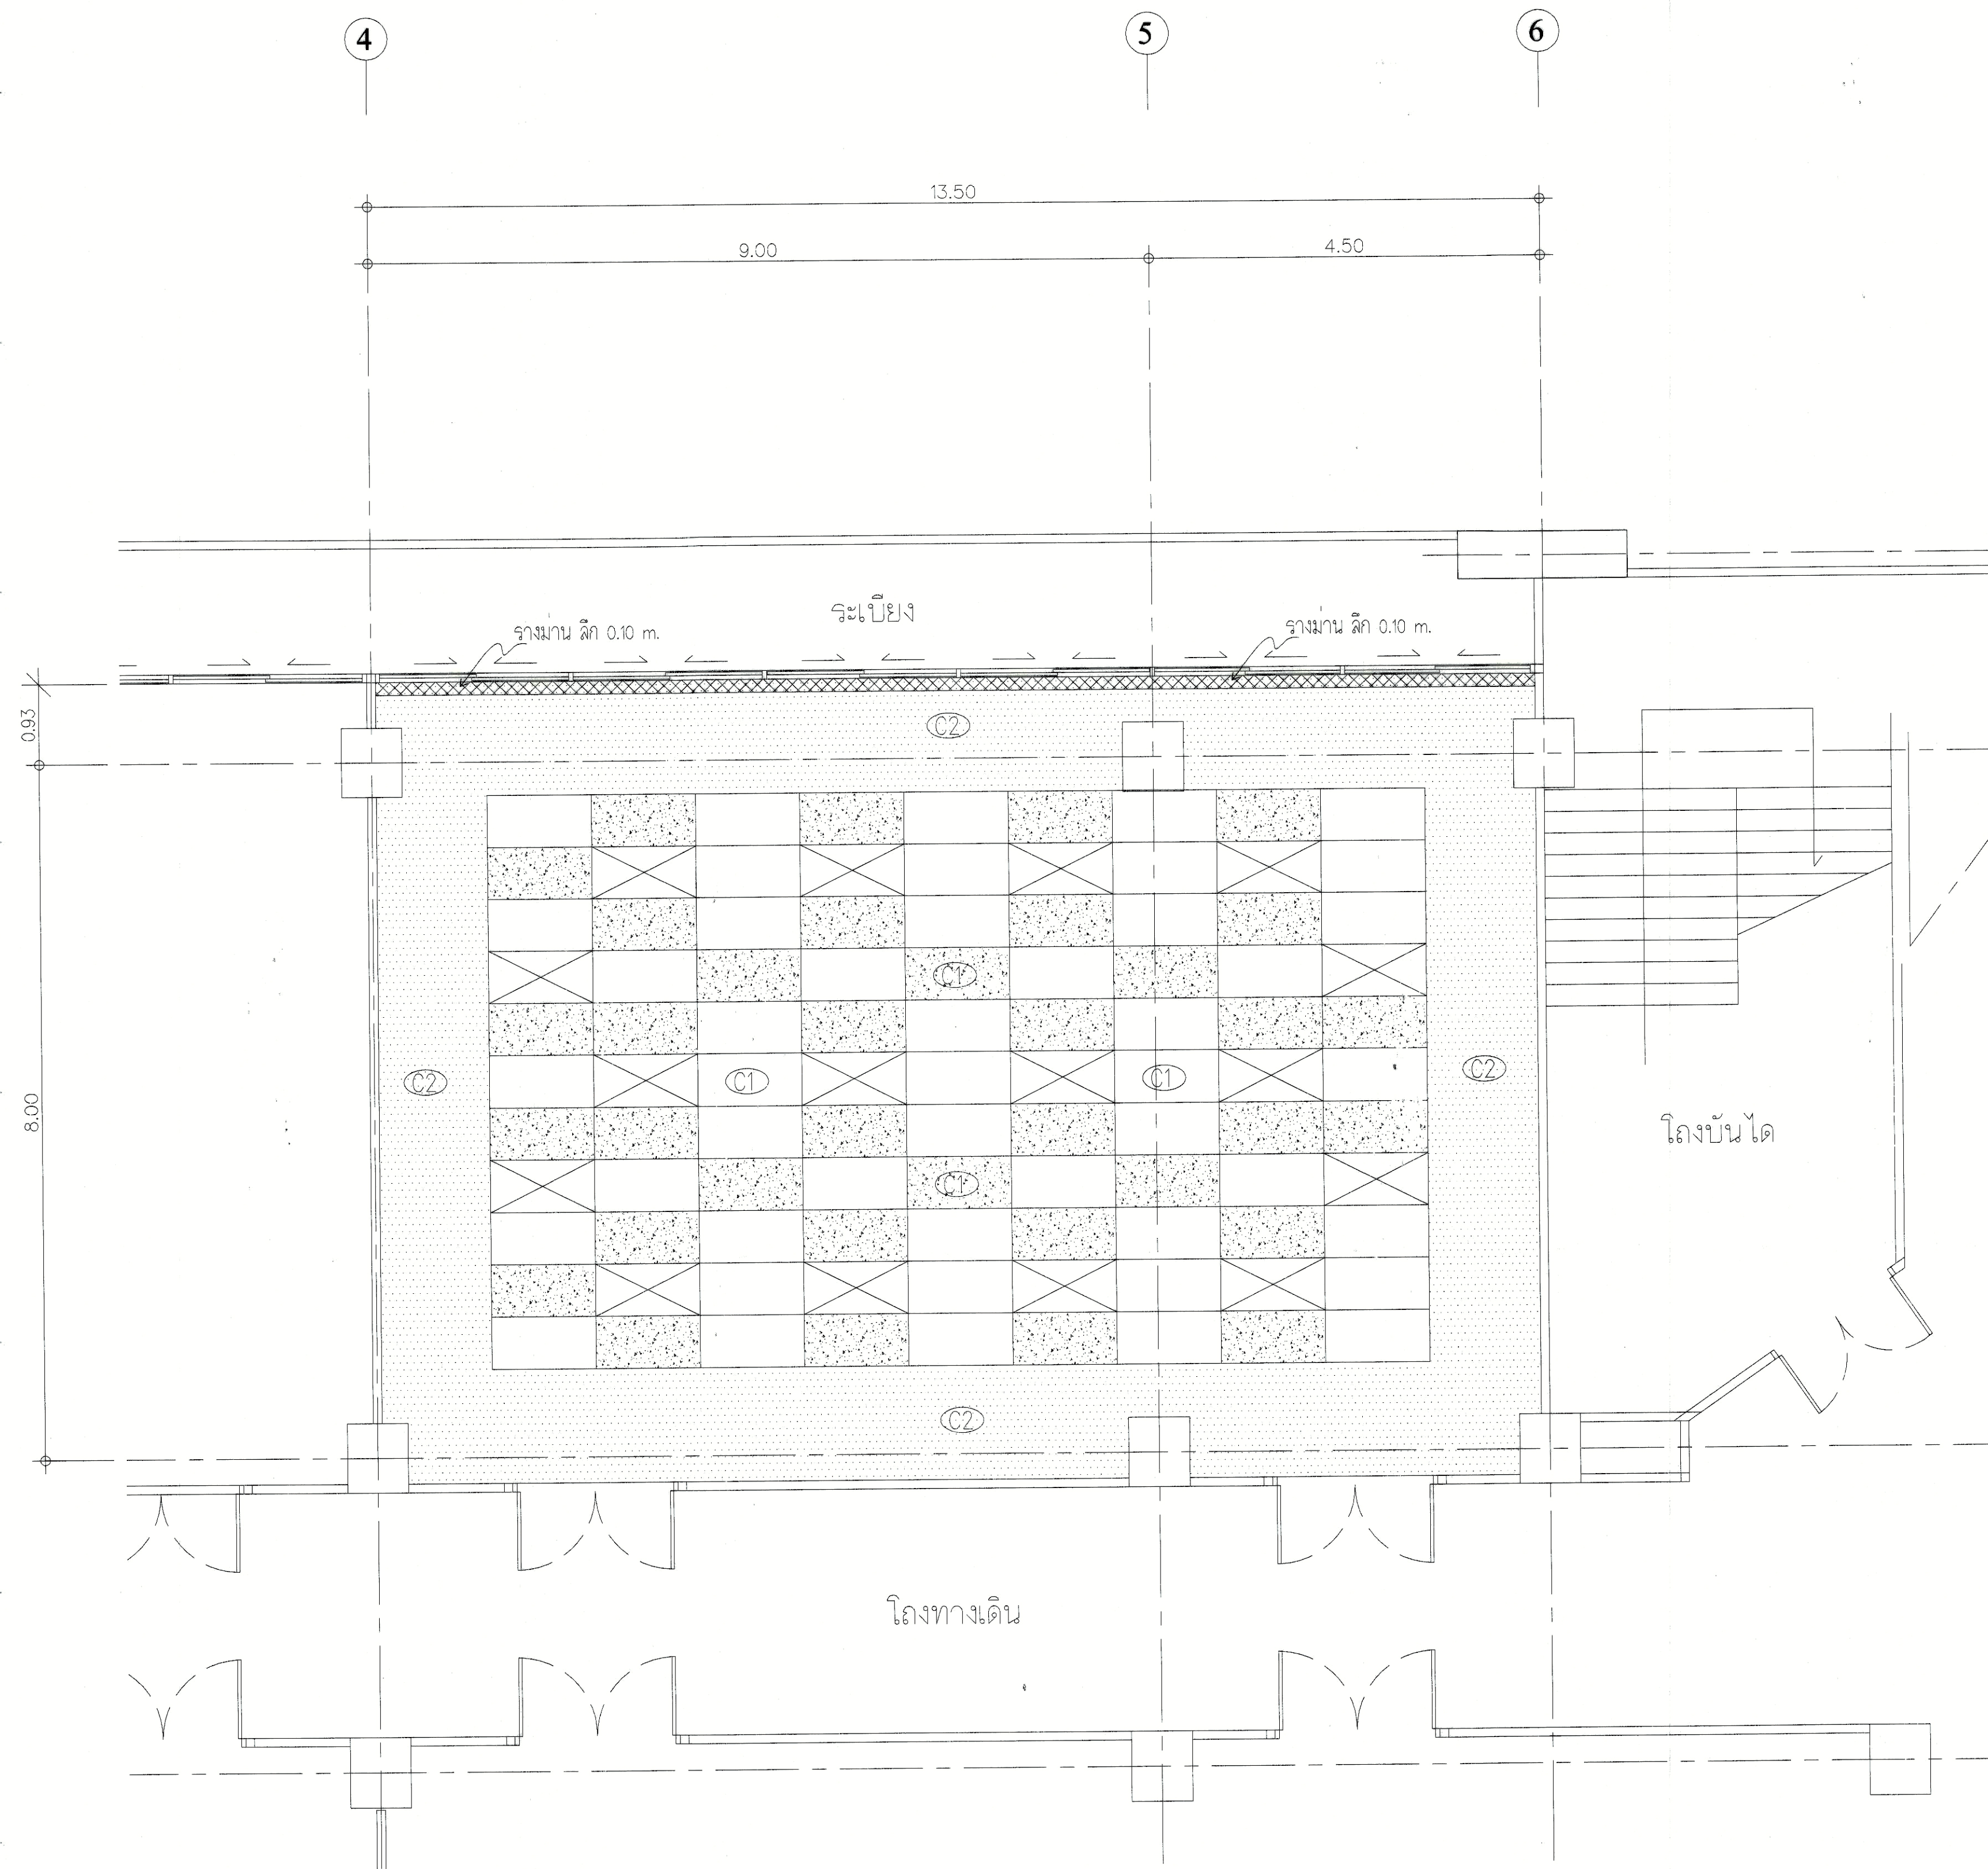 4
5
6
13.50
9.00
4.50
ระเบียง
รางม่าน ลึก 0.10 m.
รางม่าน ลึก 0.10 m.
0.93
C2
C1
C2
C1
C1
C2
8.00
โถงบันได
C1
C2
โถงทางเดิน